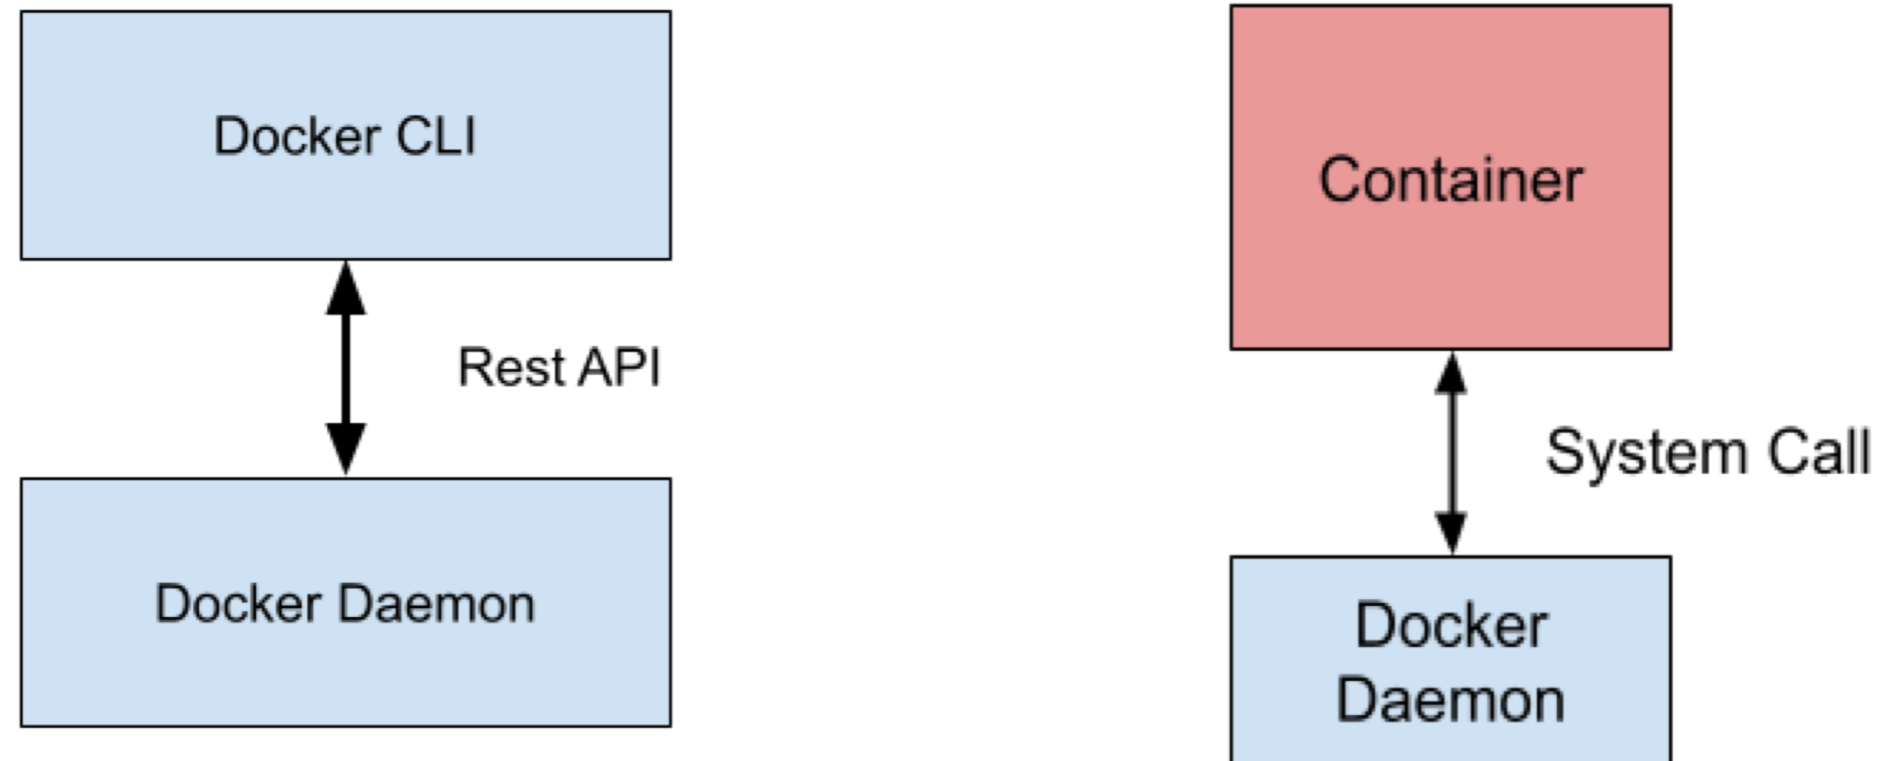 Docker CLI
Rest API
Docker Daemon
Container
System Call
Docker
Daemon